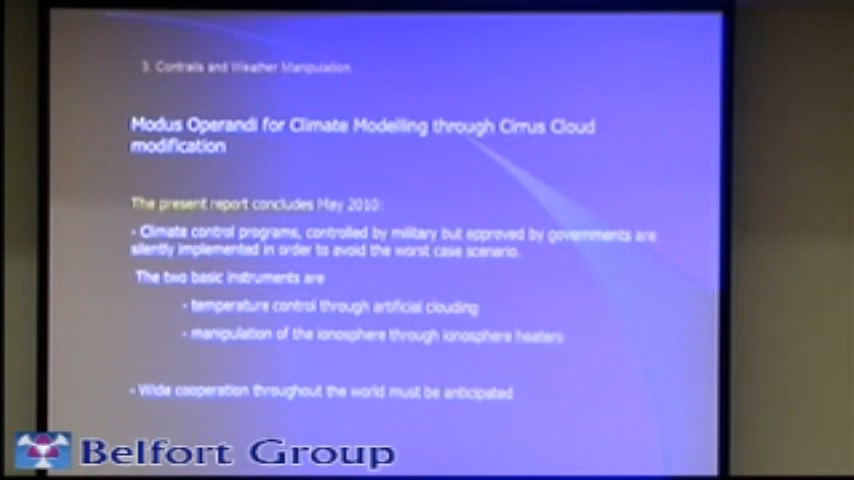 3. Contrails and Weather Manipulation
Modus Operandi for Climate Modelling through Cirrus Cloud
modification
The present report concludes May 2010:
- Climate control programs, controlled by military but approved by governments are
silently implemented in order to avoid the worst case scenario.
The two basic instruments are
- temperature control through artificial clouding
- manipulation of the ionosphere through ionosphere heaters
- Wide cooperation throughout the world must be anticipated
Belfort Group